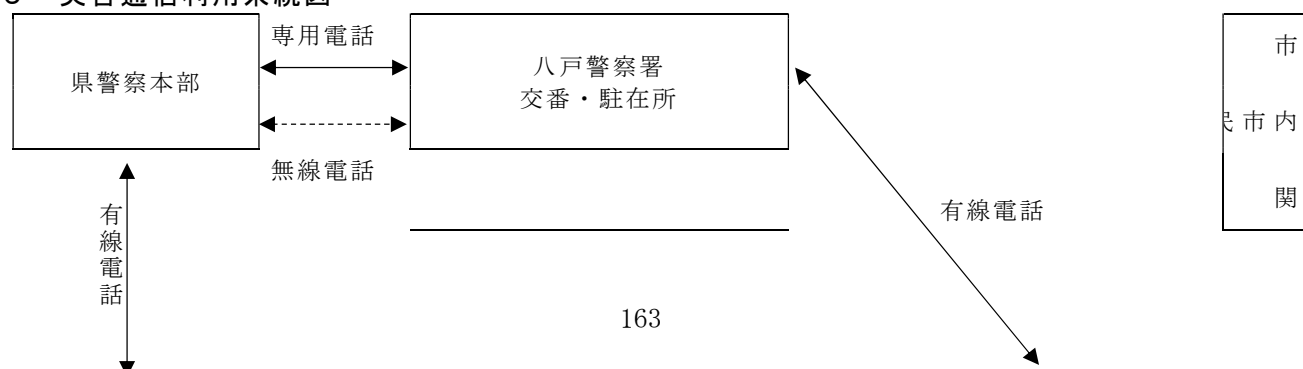 専用電話
県警察本部
八戸警察署
交番・駐在所
無線電話
有線電話
有線電話
市
市内
関
163